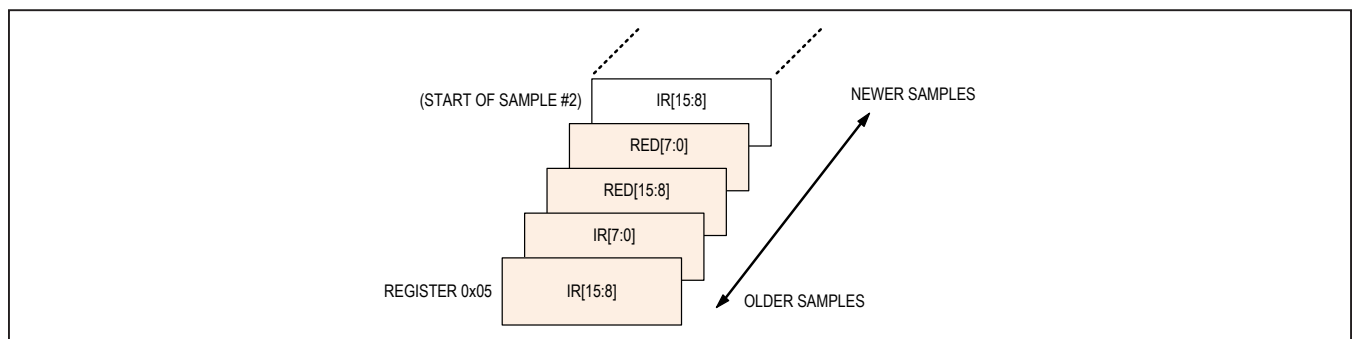 (START OF SAMPLE #2)
IR[15:8]
NEWER SAMPLES
RED[7:0]
RED[15:8]
IR[7:0]
REGISTER 0x05
IR[15:8]
OLDER SAMPLES